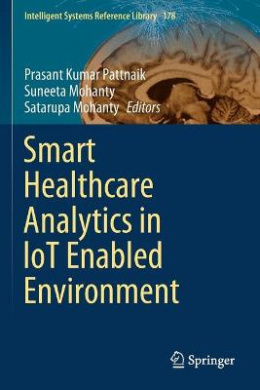 Intelligent Systems Reference Library 178
Prasant Kumar Pattnaik
Suneeta Mohanty
Satarupa Mohanty Editors
Smart
Healthcare
Analytics in
IoT Enabled
Environment
Springer